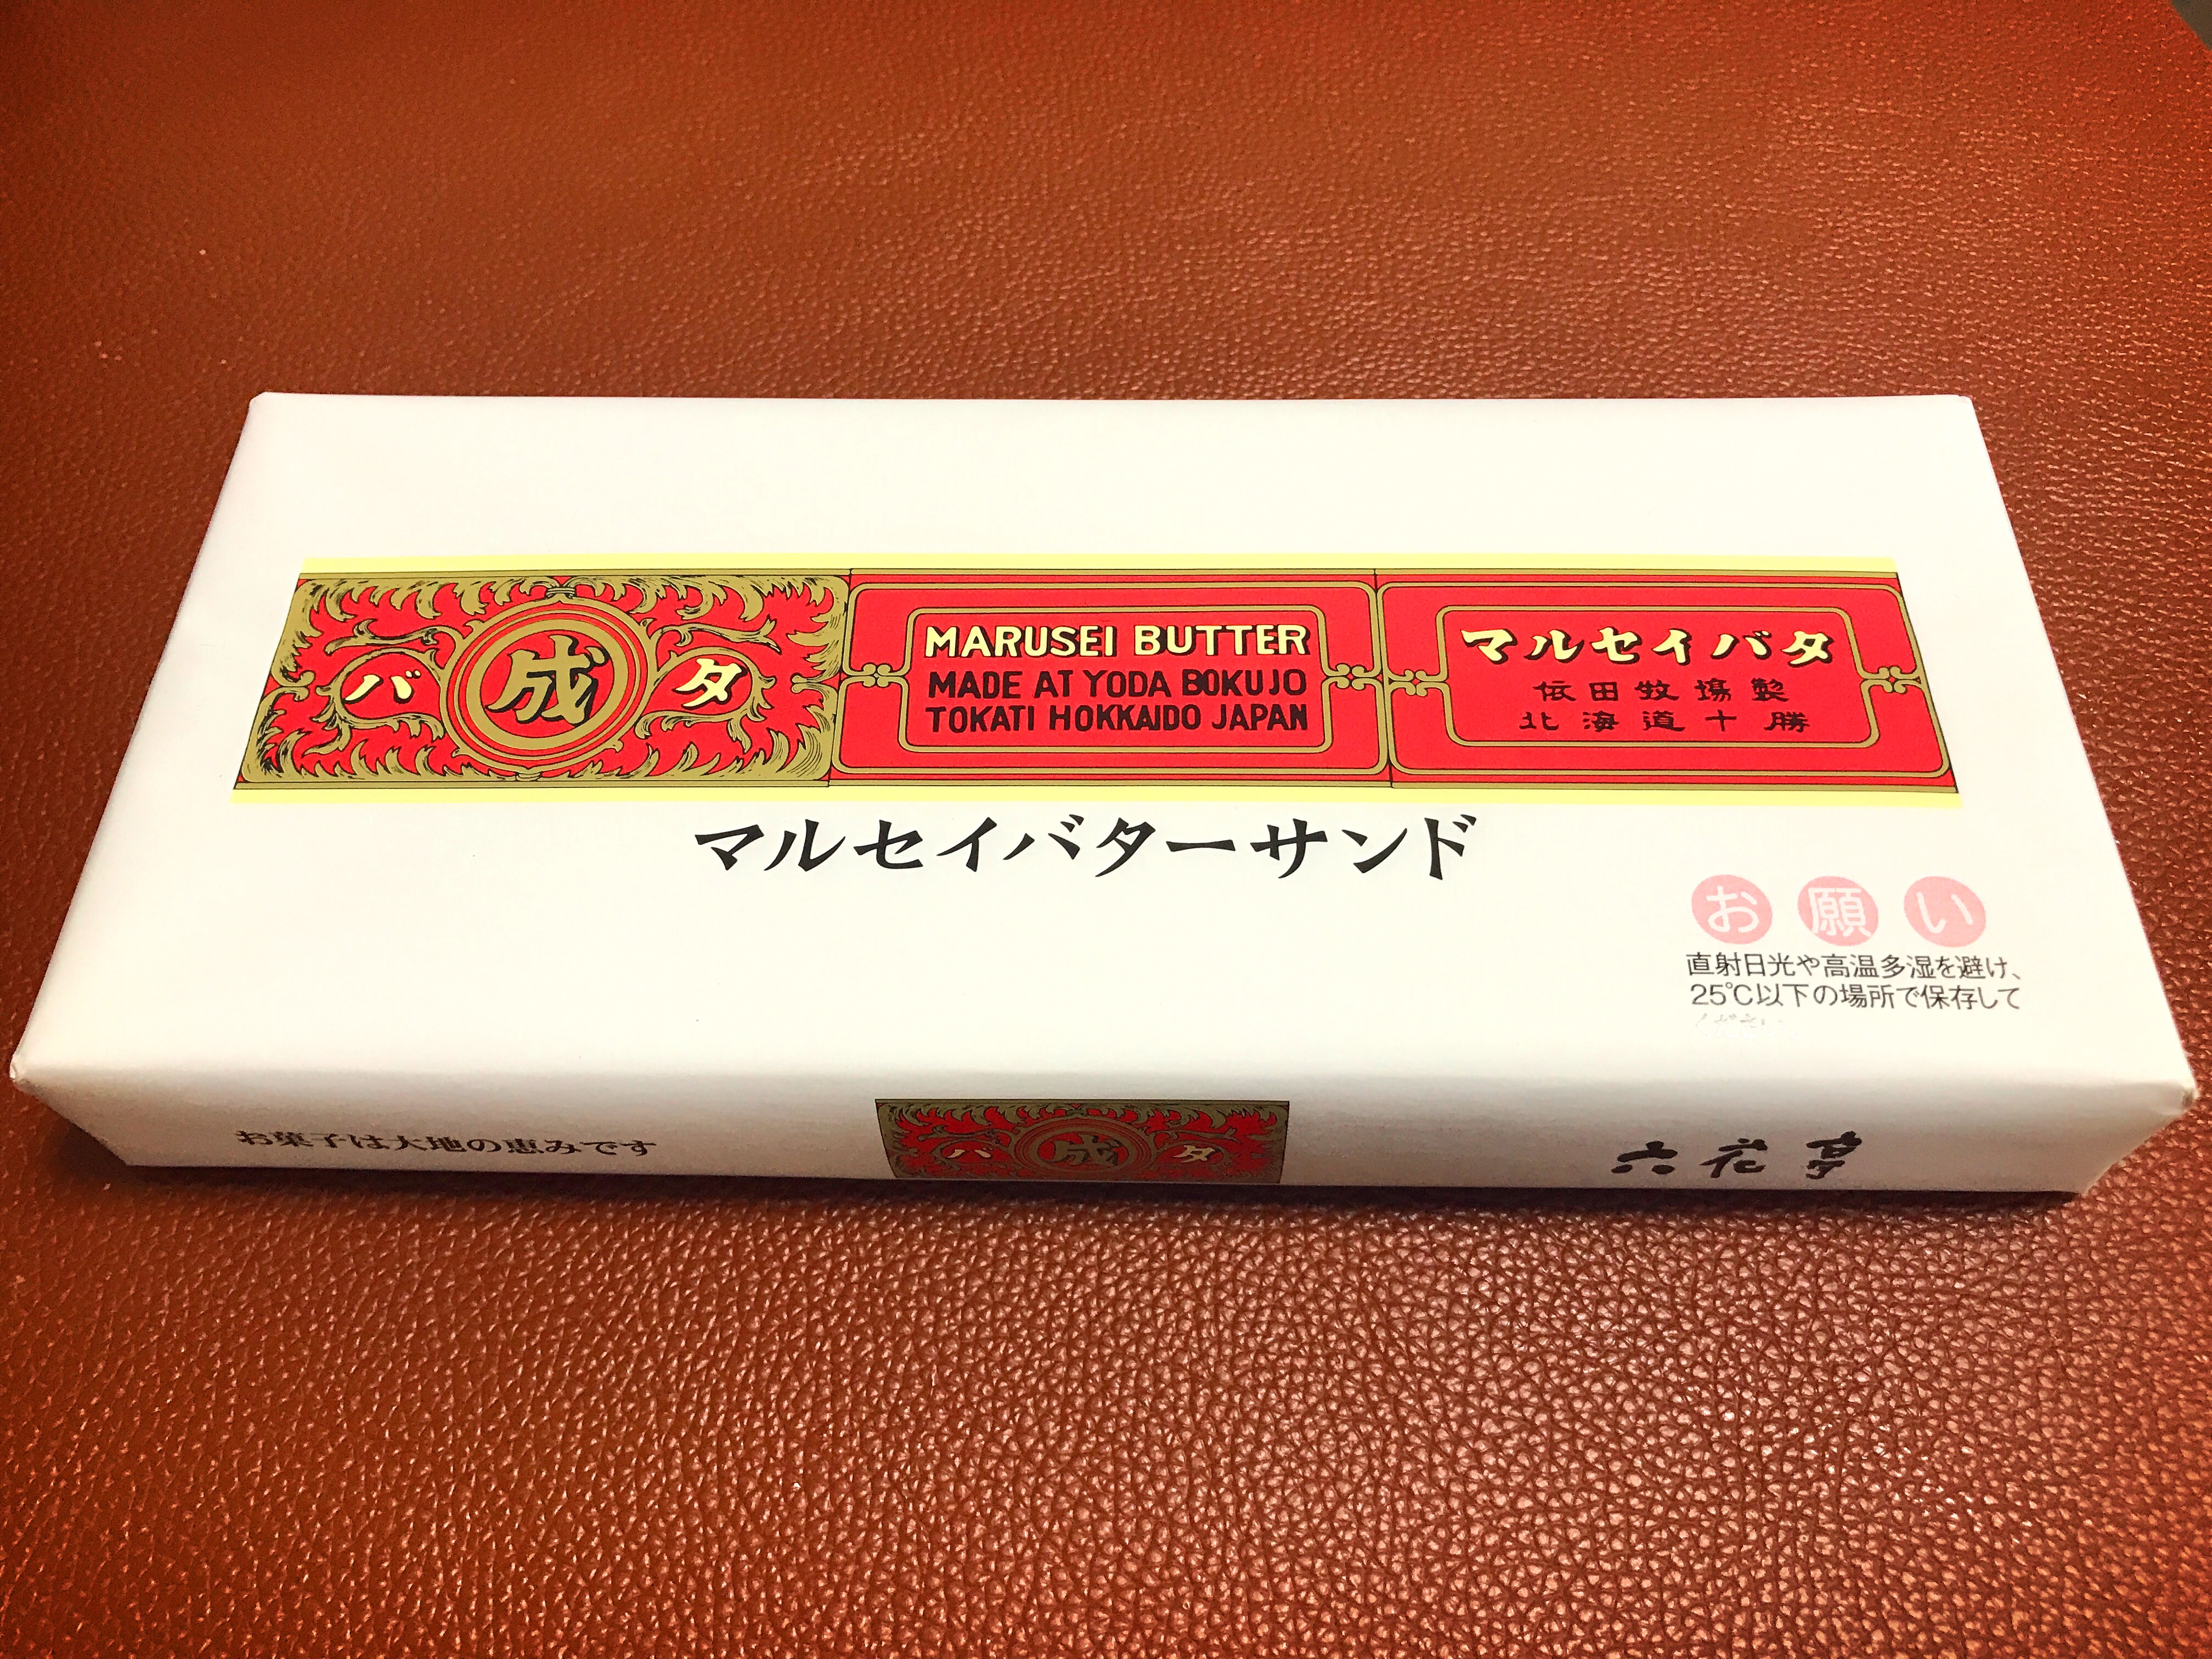 バ 成 タ
MARUSEI BUTTER
MADE AT YODA BOKUJO
TOKATI HOKKAIDO JAPAN
マルセイバタ
依田牧場製
北海道十勝
マルセイバターサンド
お願い
直射日光や高温多湿を避け、
25℃以下の場所で保存して
ください
お菓子は大地の恵みです
バ 成 タ
六花亭